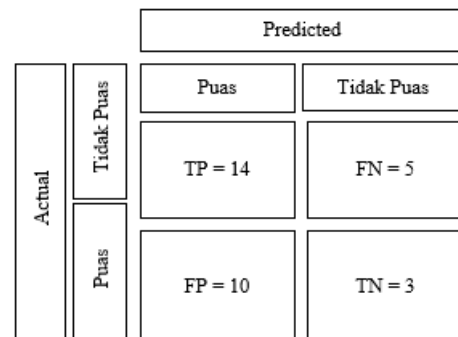 Predicted
Puas
Tidak Puas
Actual
Tidak Puas
TP = 14
FN = 5
Puas
FP = 10
TN = 3